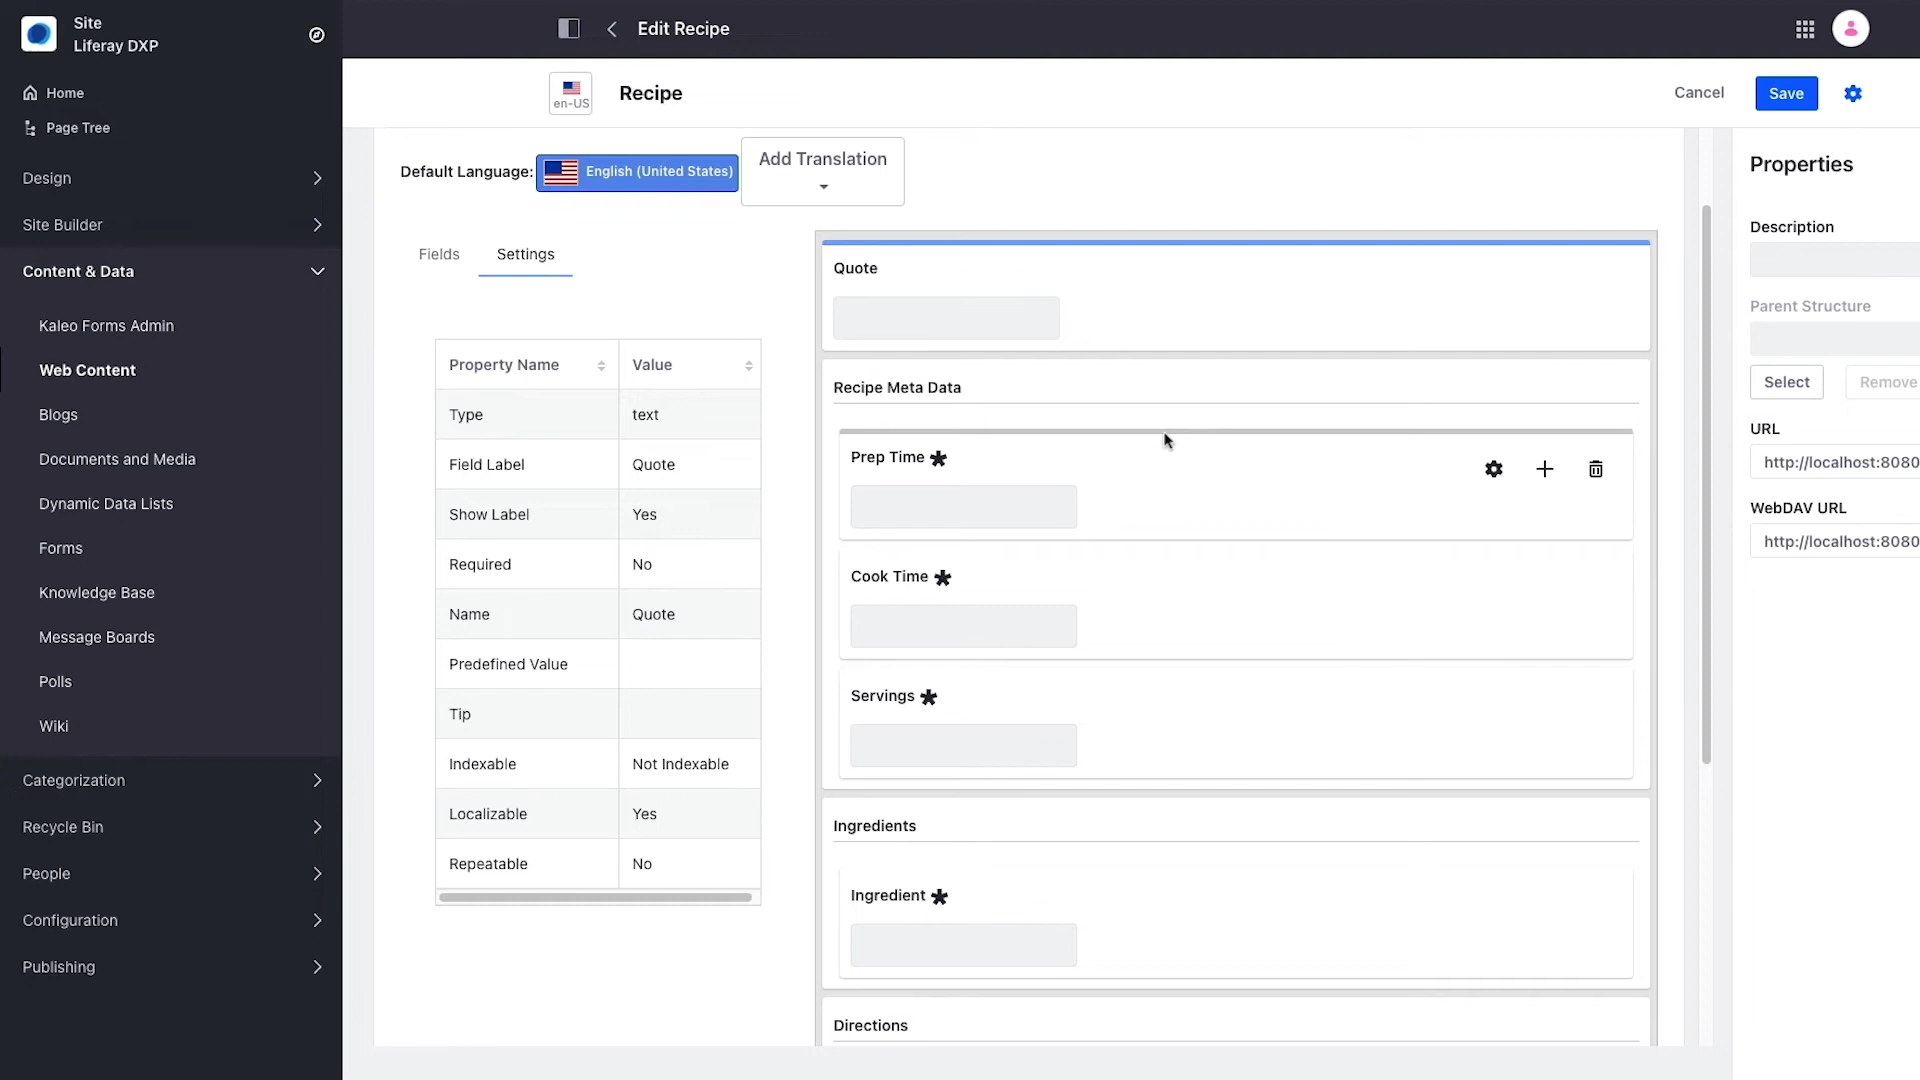 Site
Liferay DXP
Home
Page Tree
Design
Site Builder
Content & Data
Kaleo Forms Admin
Web Content
Blogs
Documents and Media
Dynamic Data Lists
Forms
Knowledge Base
Message Boards
Polls
Wiki
Categorization
Recycle Bin
People
Configuration
Publishing
Edit Recipe
en-US
Recipe
Cancel
Save
Default Language:
English (United States)
Add Translation
Fields
Settings
Property Name Value
Type text
Field Label Quote
Show Label Yes
Required No
Name Quote
Predefined Value
Tip
Indexable Not Indexable
Localizable Yes
Repeatable No
Quote
Recipe Meta Data
Prep Time
Cook Time
Servings
Ingredients
Ingredient
Directions
Properties
Description
Parent Structure
Select
Remove
URL
http://localhost:8080
WebDAV URL
http://localhost:8080